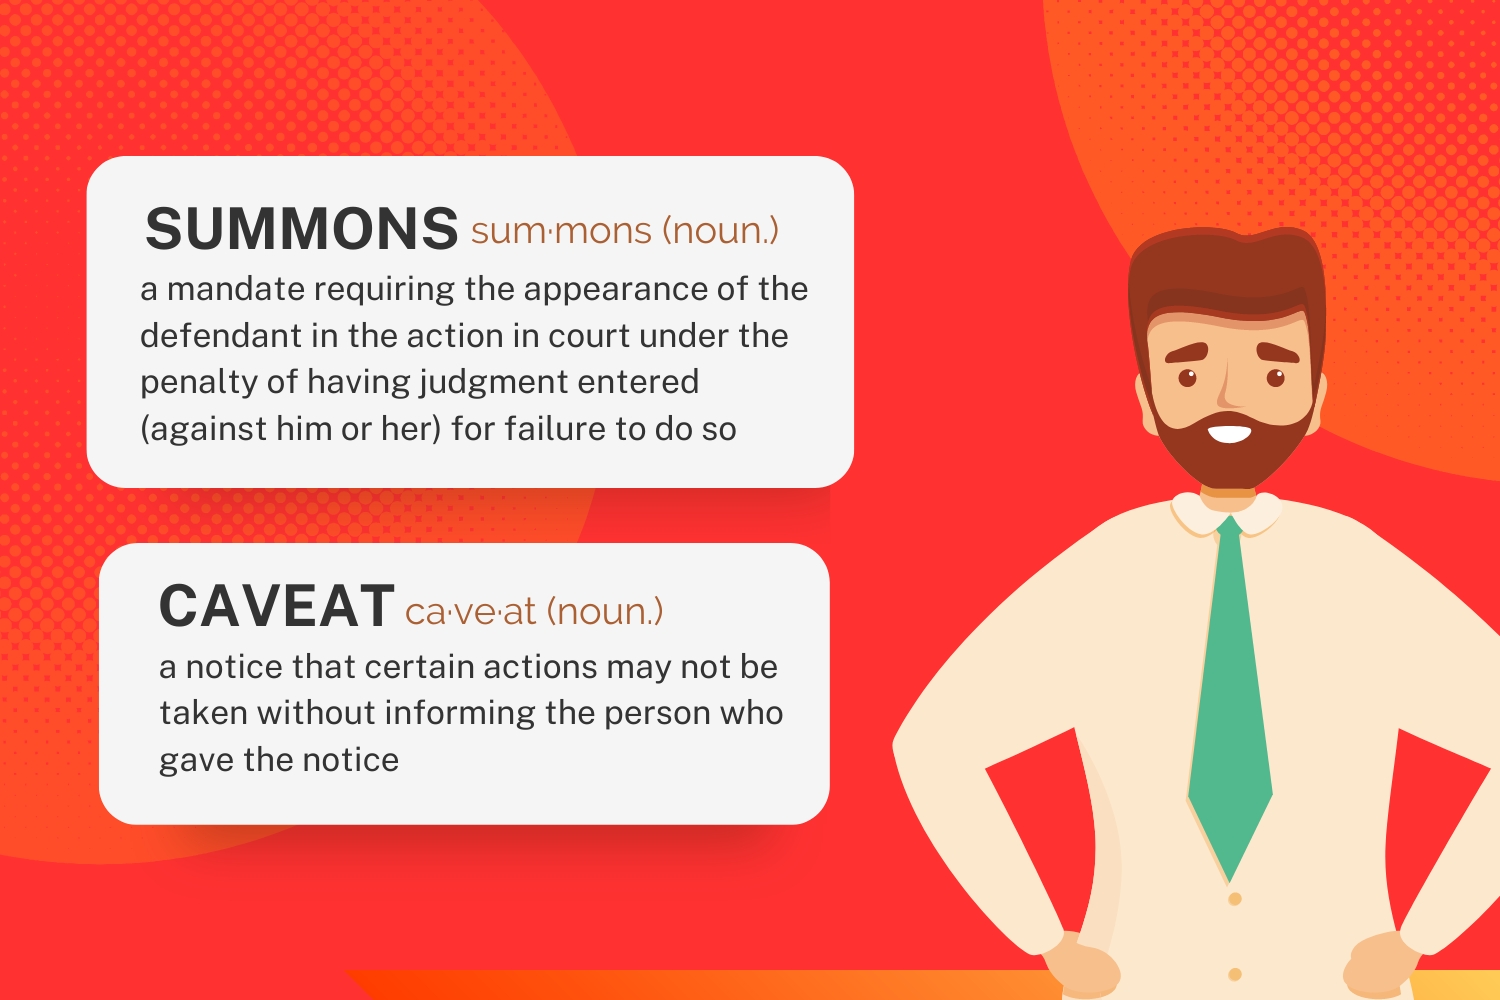 SUMMONS sum·mons (noun.)
a mandate requiring the appearance of the
defendant in the action in court under the
penalty of having judgment entered
(against him or her) for failure to do so
CAVEAT ca·ve·at (noun.)
a notice that certain actions may not be
taken without informing the person who
gave the notice